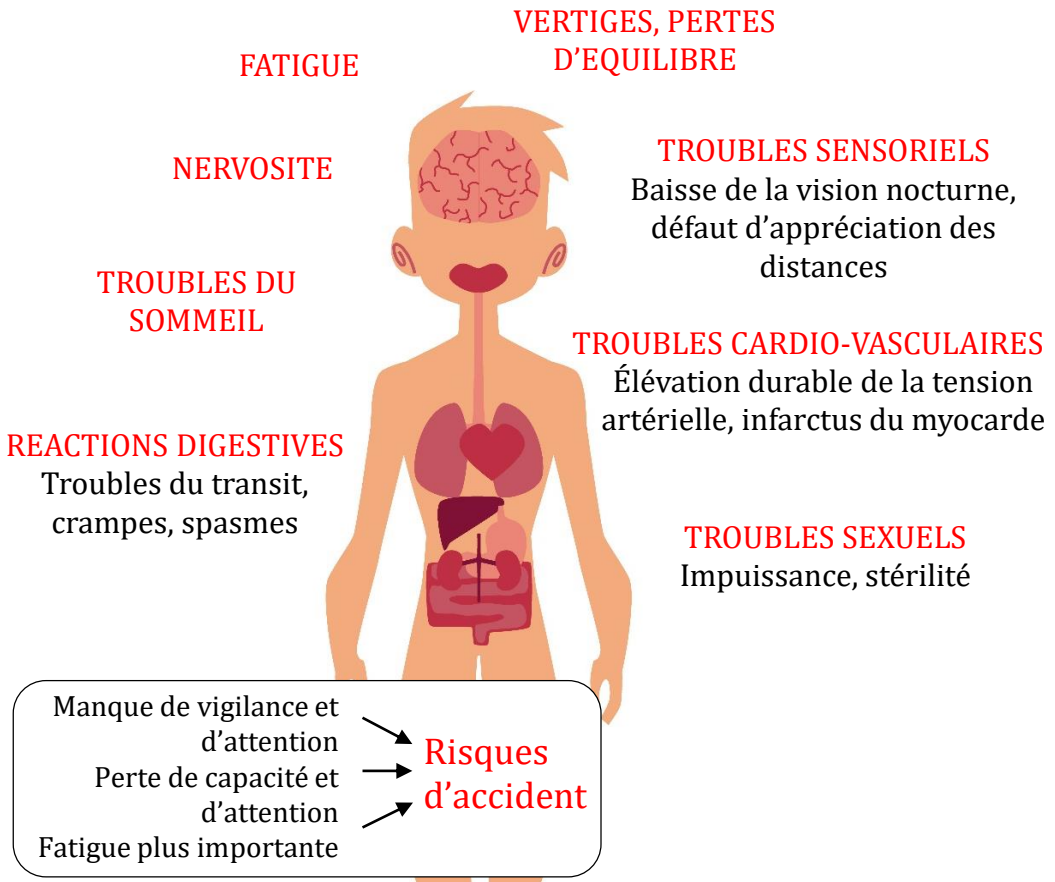 VERTIGES, PERTES
D’EQUILIBRE
FATIGUE
NERVOSITE
TROUBLES SENSORIELS
Baisse de la vision nocturne,
défaut d’appréciation des
distances
TROUBLES DU
SOMMEIL
TROUBLES CARDIO-VASCULAIRES
Élévation durable de la tension
artérielle, infarctus du myocarde
REACTIONS DIGESTIVES
Troubles du transit,
crampes, spasmes
TROUBLES SEXUELS
Impuissance, stérilité
Manque de vigilance et
d’attention
Perte de capacité et
d’attention
Fatigue plus importante
Risques
d’accident